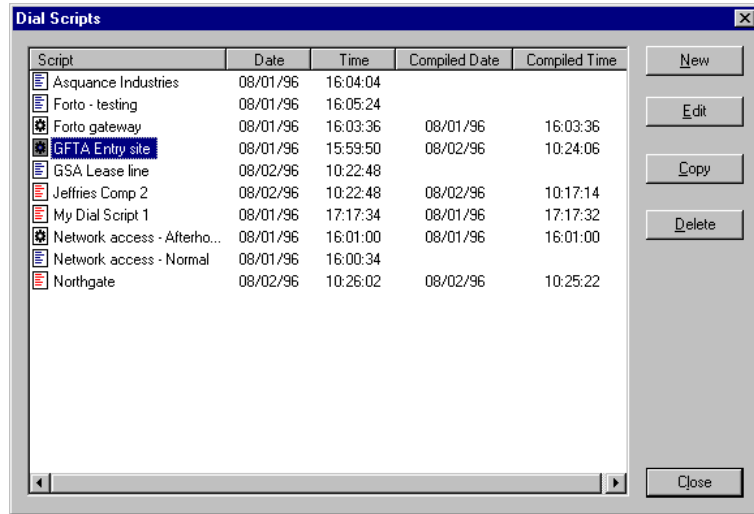 Dial Scripts
Script Date Time Compiled Date Compiled Time
Asquance Industries 08/01/96 16:04:04
Forto - testing 08/01/96 16:05:24
Forto gateway 08/01/96 16:03:36 08/01/96 16:03:36
GFTA Entry site 08/01/96 15:59:50 08/02/96 10:24:06
GSA Lease line 08/02/96 10:22:48
Jeffries Comp 2 08/02/96 10:22:48 08/02/96 10:17:14
My Dial Script 1 08/01/96 17:17:34 08/01/96 17:17:32
Network access - Afterho... 08/01/96 16:01:00 08/01/96 16:01:00
Network access - Normal 08/01/96 16:00:34
Northgate 08/02/96 10:26:02 08/02/96 10:25:22
New
Edit
Copy
Delete
Close